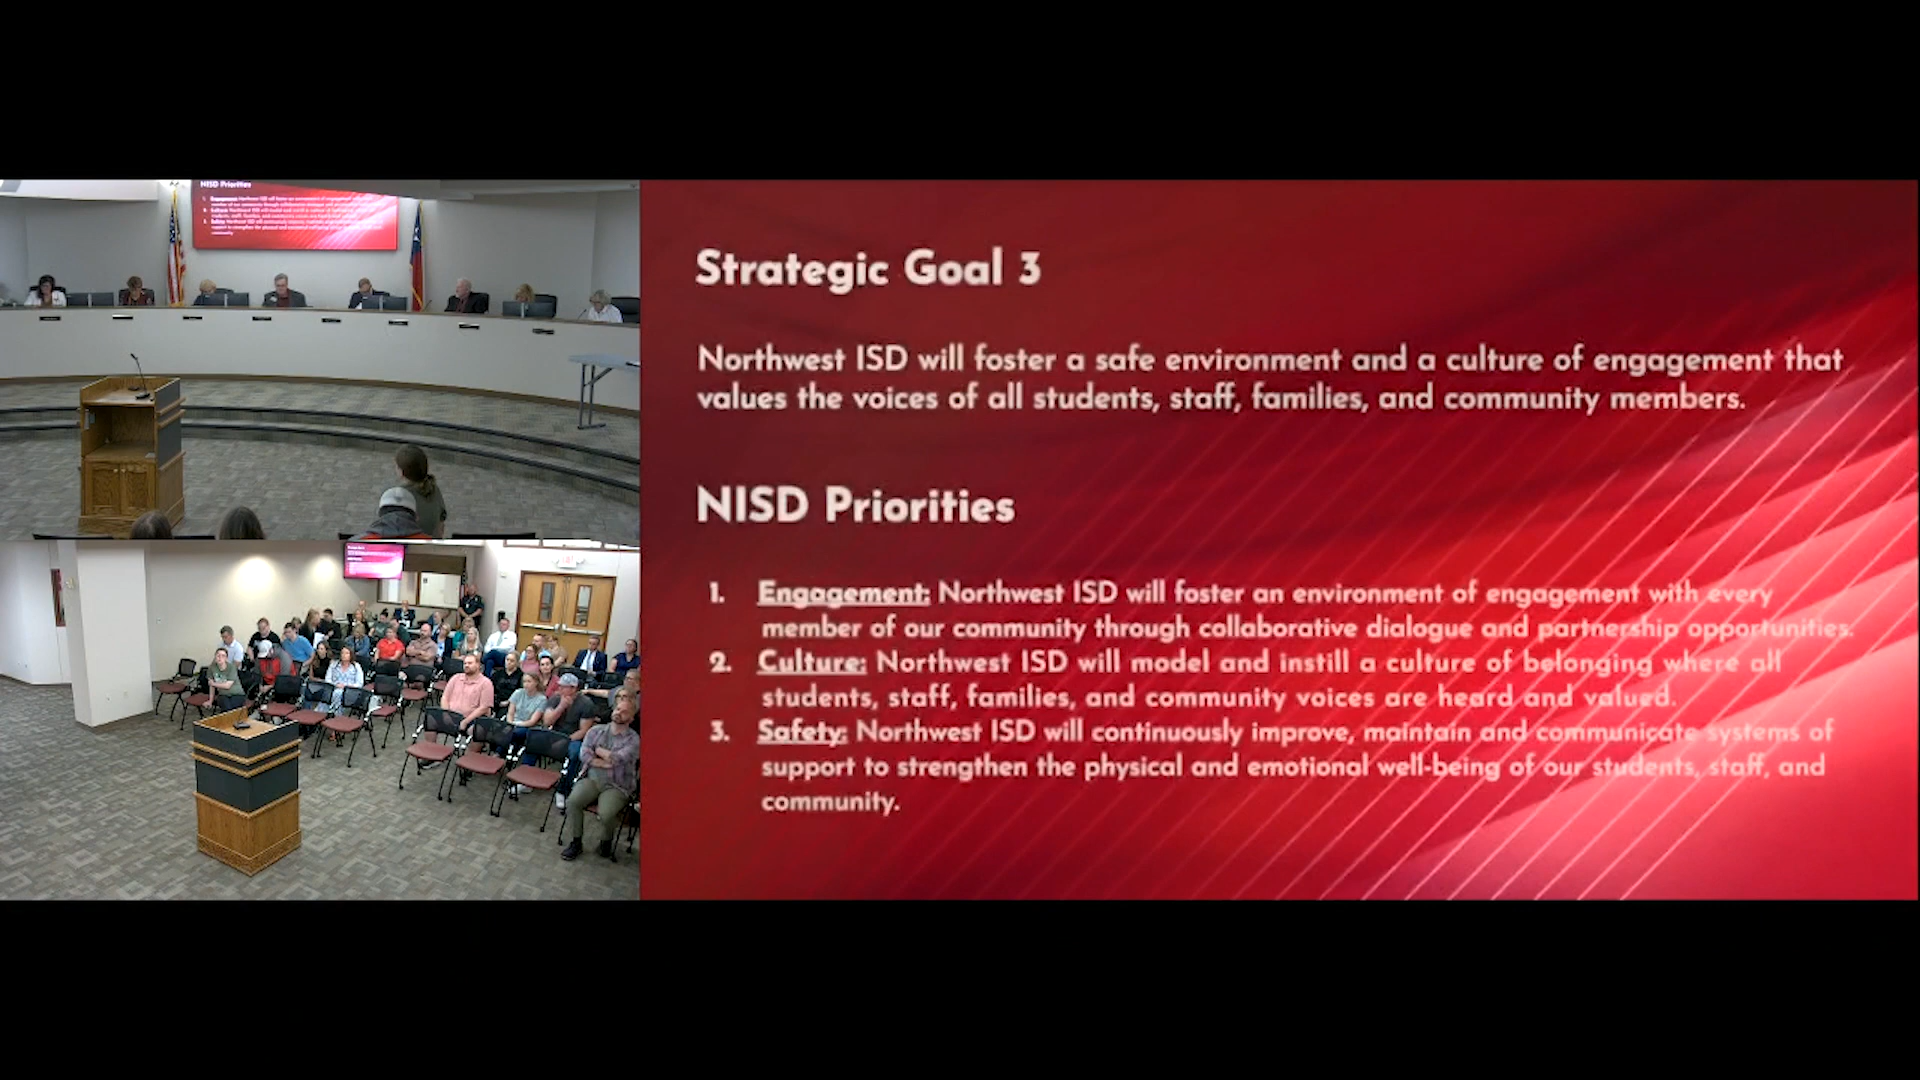 Strategic Goal 3
Northwest ISD will foster a safe environment and a culture of engagement that
values the voices of all students, staff, families, and community members.
NISD Priorities
1. Engagement: Northwest ISD will foster an environment of engagement with every
member of our community through collaborative dialogue and partnership opportunities.
2. Culture: Northwest ISD will model and instill a culture of belonging where all
students, staff, families, and community voices are heard and valued.
3. Safety: Northwest ISD will continuously improve, maintain and communicate systems of
support to strengthen the physical and emotional well-being of our students, staff, and
community.
NISD Priorities